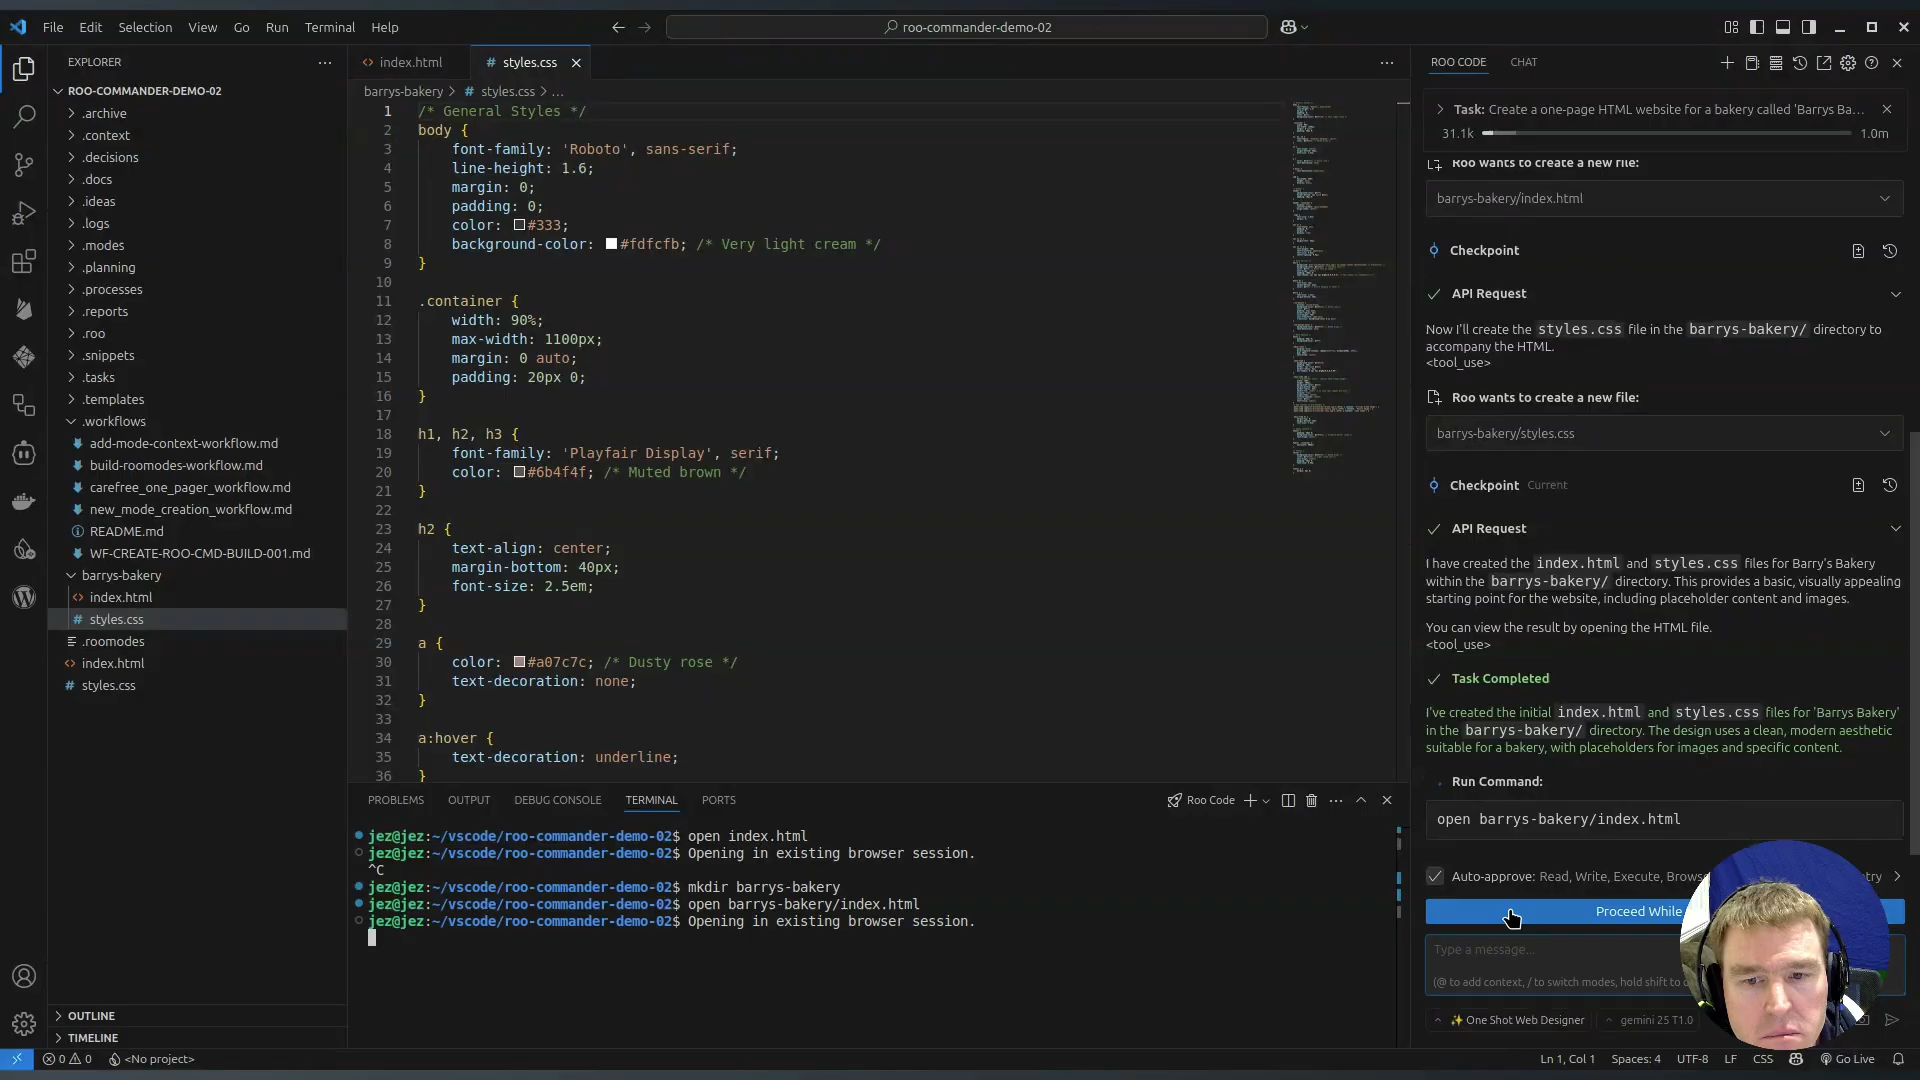 File Edit Selection View Go Run Terminal Help
roo-commander-demo-02
EXPLORER
ROO-COMMANDER-DEMO-02
.archive
.context
.decisions
.docs
.ideas
.logs
.modes
.planning
.processes
.reports
.roo
.snippets
.tasks
.templates
.workflows
add-mode-context-workflow.md
build-roomodes-workflow.md
carefree_one_pager_workflow.md
new_mode_creation_workflow.md
README.md
WF-CREATE-ROO-CMD-BUILD-001.md
barrys-bakery
index.html
styles.css
.roomodes
index.html
styles.css
OUTLINE
TIMELINE
index.html
styles.css
barrys-bakery > # styles.css > ...
1 /* General Styles */
2 body {
3 font-family: 'Roboto', sans-serif;
4 line-height: 1.6;
5 margin: 0;
6 padding: 0;
7 color: #333;
8 background-color: #fdfcfb; /* Very light cream */
9 }
10
11 .container {
12 width: 90%;
13 max-width: 1100px;
14 margin: 0 auto;
15 padding: 20px 0;
16 }
17
18 h1, h2, h3 {
19 font-family: 'Playfair Display', serif;
20 color: #6b4f4f; /* Muted brown */
21 }
22
23 h2 {
24 text-align: center;
25 margin-bottom: 40px;
26 font-size: 2.5em;
27 }
28
29 a {
30 color: #a07c7c; /* Dusty rose */
31 text-decoration: none;
32 }
33
34 a:hover {
35 text-decoration: underline;
36 }
PROBLEMS OUTPUT DEBUG CONSOLE TERMINAL PORTS
Roo Code
jez@jez:~/vscode/roo-commander-demo-02$ open index.html
jez@jez:~/vscode/roo-commander-demo-02$ Opening in existing browser session.
^C
jez@jez:~/vscode/roo-commander-demo-02$ mkdir barrys-bakery
jez@jez:~/vscode/roo-commander-demo-02$ open barrys-bakery/index.html
jez@jez:~/vscode/roo-commander-demo-02$ Opening in existing browser session.
ROO CODE CHAT
Task: Create a one-page HTML website for a bakery called 'Barrys Ba...
31.1k 1.0m
Roo wants to create a new file:
barrys-bakery/index.html
Checkpoint
API Request
Now I'll create the styles.css file in the barrys-bakery/ directory to
accompany the HTML.
<tool_use>
Roo wants to create a new file:
barrys-bakery/styles.css
Checkpoint Current
API Request
I have created the index.html and styles.css files for Barry's Bakery
within the barrys-bakery/ directory. This provides a basic, visually appealing
starting point for the website, including placeholder content and images.
You can view the result by opening the HTML file.
<tool_use>
Task Completed
I've created the initial index.html and styles.css files for 'Barrys Bakery'
in the barrys-bakery/ directory. The design uses a clean, modern aesthetic
suitable for a bakery, with placeholders for images and specific content.
Run Command:
open barrys-bakery/index.html
Auto-approve: Read, Write, Execute, Brows
Proceed While
Type a message...
(@ to add context, / to switch modes, hold shift to
One Shot Web Designer gemini 25 T1.0
0 0 <No project> Ln 1, Col 1 Spaces: 4 UTF-8 LF CSS Go Live